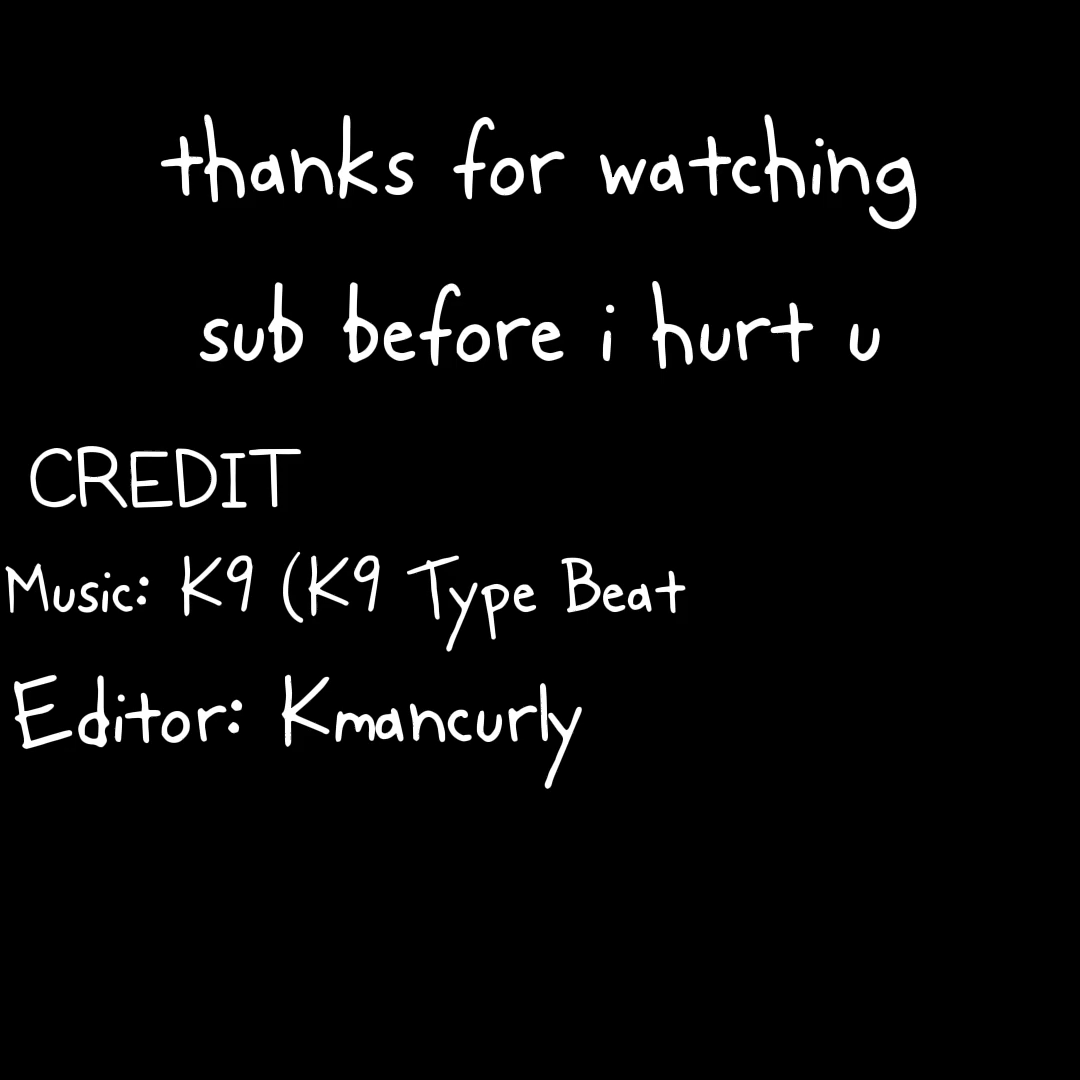 thanks for watching
sub before i hurt u
CREDIT
Music: K9 (K9 Type Beat
Editor: Kmancurly